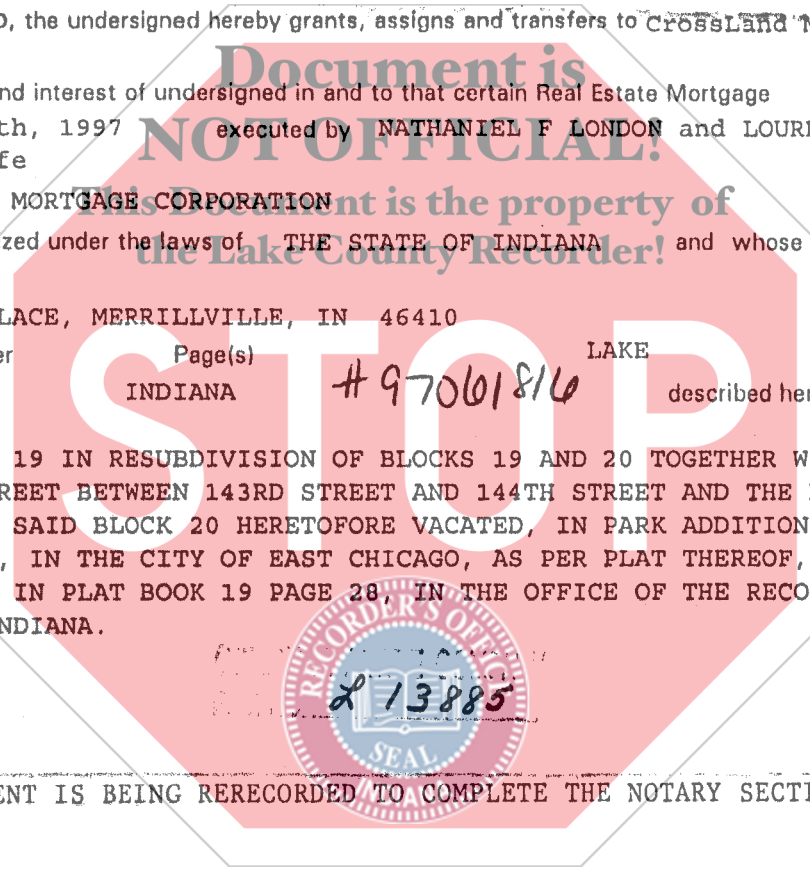 D, the undersigned hereby grants, assigns and transfers to CrossLand M
Document is
nd interest of undersigned in and to that certain Real Estate Mortgage
th, 1997 executed by NATHANIEL F LONDON and LOURI
NOT OFFICIAL!
fe
MORTGAGE CORPORATION
This Document is the property of
zed under the laws of THE STATE OF INDIANA and whose
the Lake County Recorder!
LACE, MERRILLVILLE, IN 46410
er Page(s) LAKE
INDIANA # 97061816 described her
STOP
19 IN RESUBDIVISION OF BLOCKS 19 AND 20 TOGETHER W
REET BETWEEN 143RD STREET AND 144TH STREET AND THE
SAID BLOCK 20 HERETOFORE VACATED, IN PARK ADDITION
, IN THE CITY OF EAST CHICAGO, AS PER PLAT THEREOF,
IN PLAT BOOK 19 PAGE 28, IN THE OFFICE OF THE RECO
NDIANA.
RECORDER'S OFFICE
L 13885
SEAL
INDIANA
ENT IS BEING RERECORDED TO COMPLETE THE NOTARY SECTI